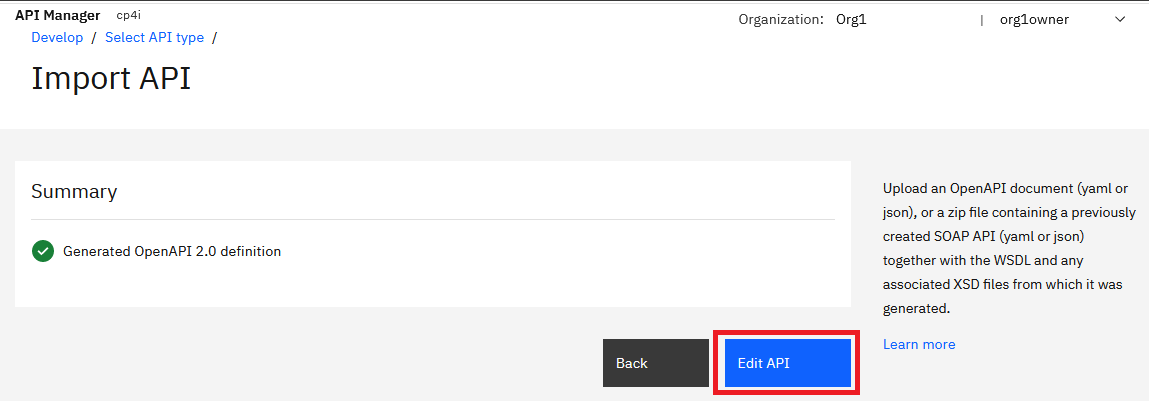 API Manager cp4i
Organization: Org1 | org1owner
Develop / Select API type /
Import API
Summary
Generated OpenAPI 2.0 definition
Back
Edit API
Upload an OpenAPI document (yaml or
json), or a zip file containing a previously
created SOAP API (yaml or json)
together with the WSDL and any
associated XSD files from which it was
generated.
Learn more